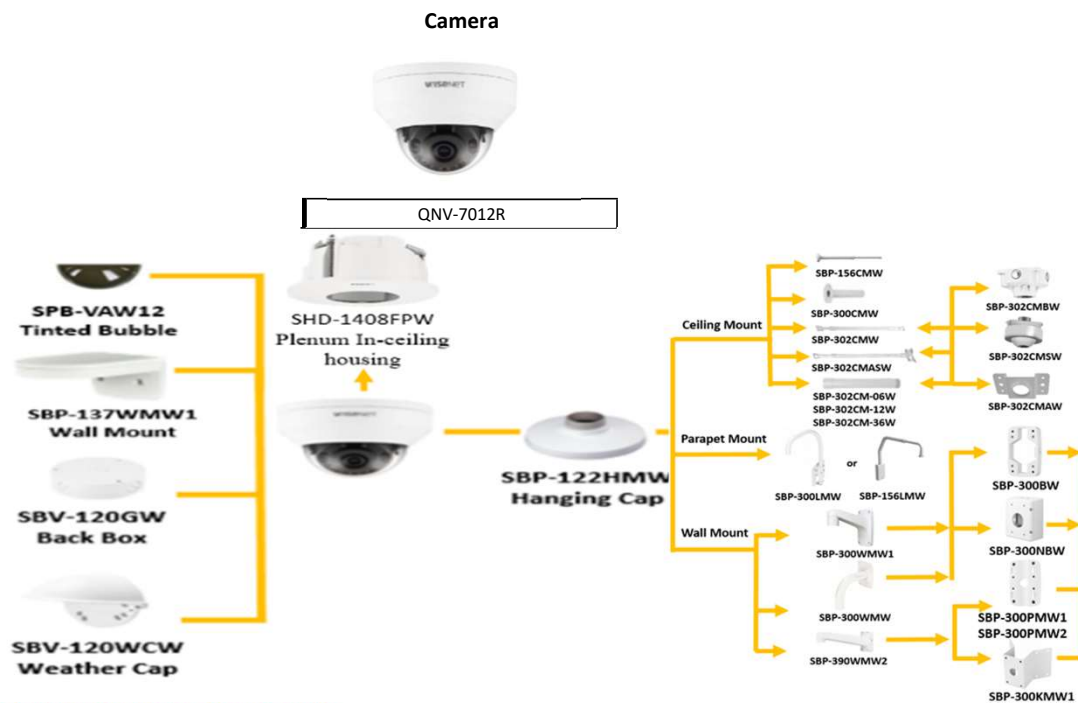 Camera
WISENET
QNV-7012R
SPB-VAW12
Tinted Bubble
SBP-137WMW1
Wall Mount
SBV-120GW
Back Box
SBV-120WCW
Weather Cap
SHD-1408FPW
Plenum In-ceiling
housing
WISENET
SBP-122HMW
Hanging Cap
Ceiling Mount
SBP-156CMW
SBP-300CMW
SBP-302CMW
SBP-302CMASW
SBP-302CM-06W
SBP-302CM-12W
SBP-302CM-36W
SBP-302CMBW
SBP-302CMSW
SBP-302CMAW
Parapet Mount
SBP-300LMW
or
SBP-156LMW
Wall Mount
SBP-300WMW1
SBP-300WMW
SBP-390WMW2
SBP-300BW
SBP-300NBW
SBP-300PMW1
SBP-300PMW2
SBP-300KMW1